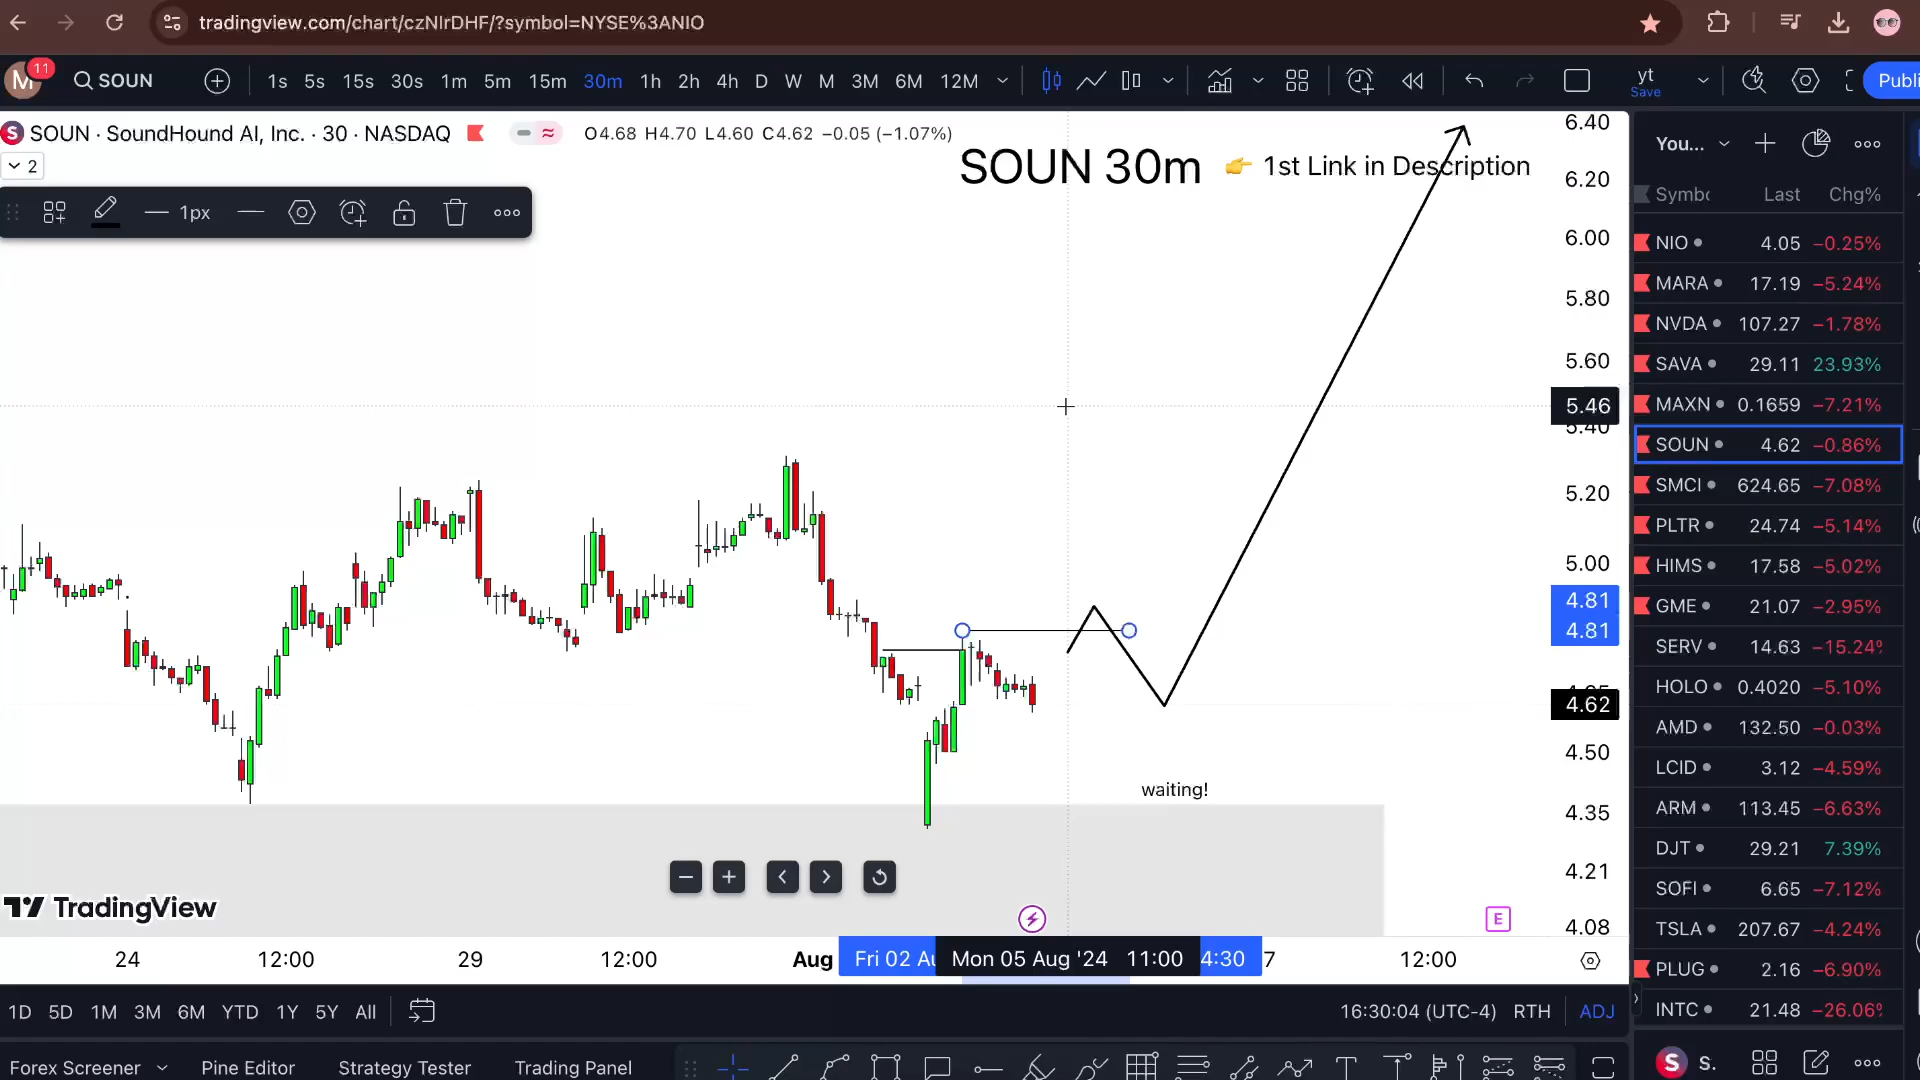 tradingview.com/chart/czNlrDHF/?symbol=NYSE%3ANIO
M 11 SOUN 1s 5s 15s 30s 1m 5m 15m 30m 1h 2h 4h D W M 3M 6M 12M yt Save Publi
S SOUN · SoundHound AI, Inc. · 30 · NASDAQ O4.68 H4.70 L4.60 C4.62 −0.05 (−1.07%)
2
SOUN 30m 👉 1st Link in Description
1px
6.40
6.20
6.00
5.80
5.60
5.46
5.40
5.20
5.00
4.81
4.81
4.62
4.50
4.35
4.21
4.08
waiting!
TradingView
E
24 12:00 29 12:00 Aug Fri 02 Au Mon 05 Aug '24 11:00 4:30 7 12:00
You...
Last Chg%
NIO 4.05 −0.25%
MARA 17.19 −5.24%
NVDA 107.27 −1.78%
SAVA 29.11 23.93%
MAXN 0.1659 −7.21%
SOUN 4.62 −0.86%
SMCI 624.65 −7.08%
PLTR 24.74 −5.14%
HIMS 17.58 −5.02%
GME 21.07 −2.95%
SERV 14.63 −15.24%
HOLO 0.4020 −5.10%
AMD 132.50 −0.03%
LCID 3.12 −4.59%
ARM 113.45 −6.63%
DJT 29.21 7.39%
SOFI 6.65 −7.12%
TSLA 207.67 −4.24%
PLUG 2.16 −6.90%
INTC 21.48 −26.06%
1D 5D 1M 3M 6M YTD 1Y 5Y All 16:30:04 (UTC-4) RTH ADJ
Forex Screener Pine Editor Strategy Tester Trading Panel
S S.